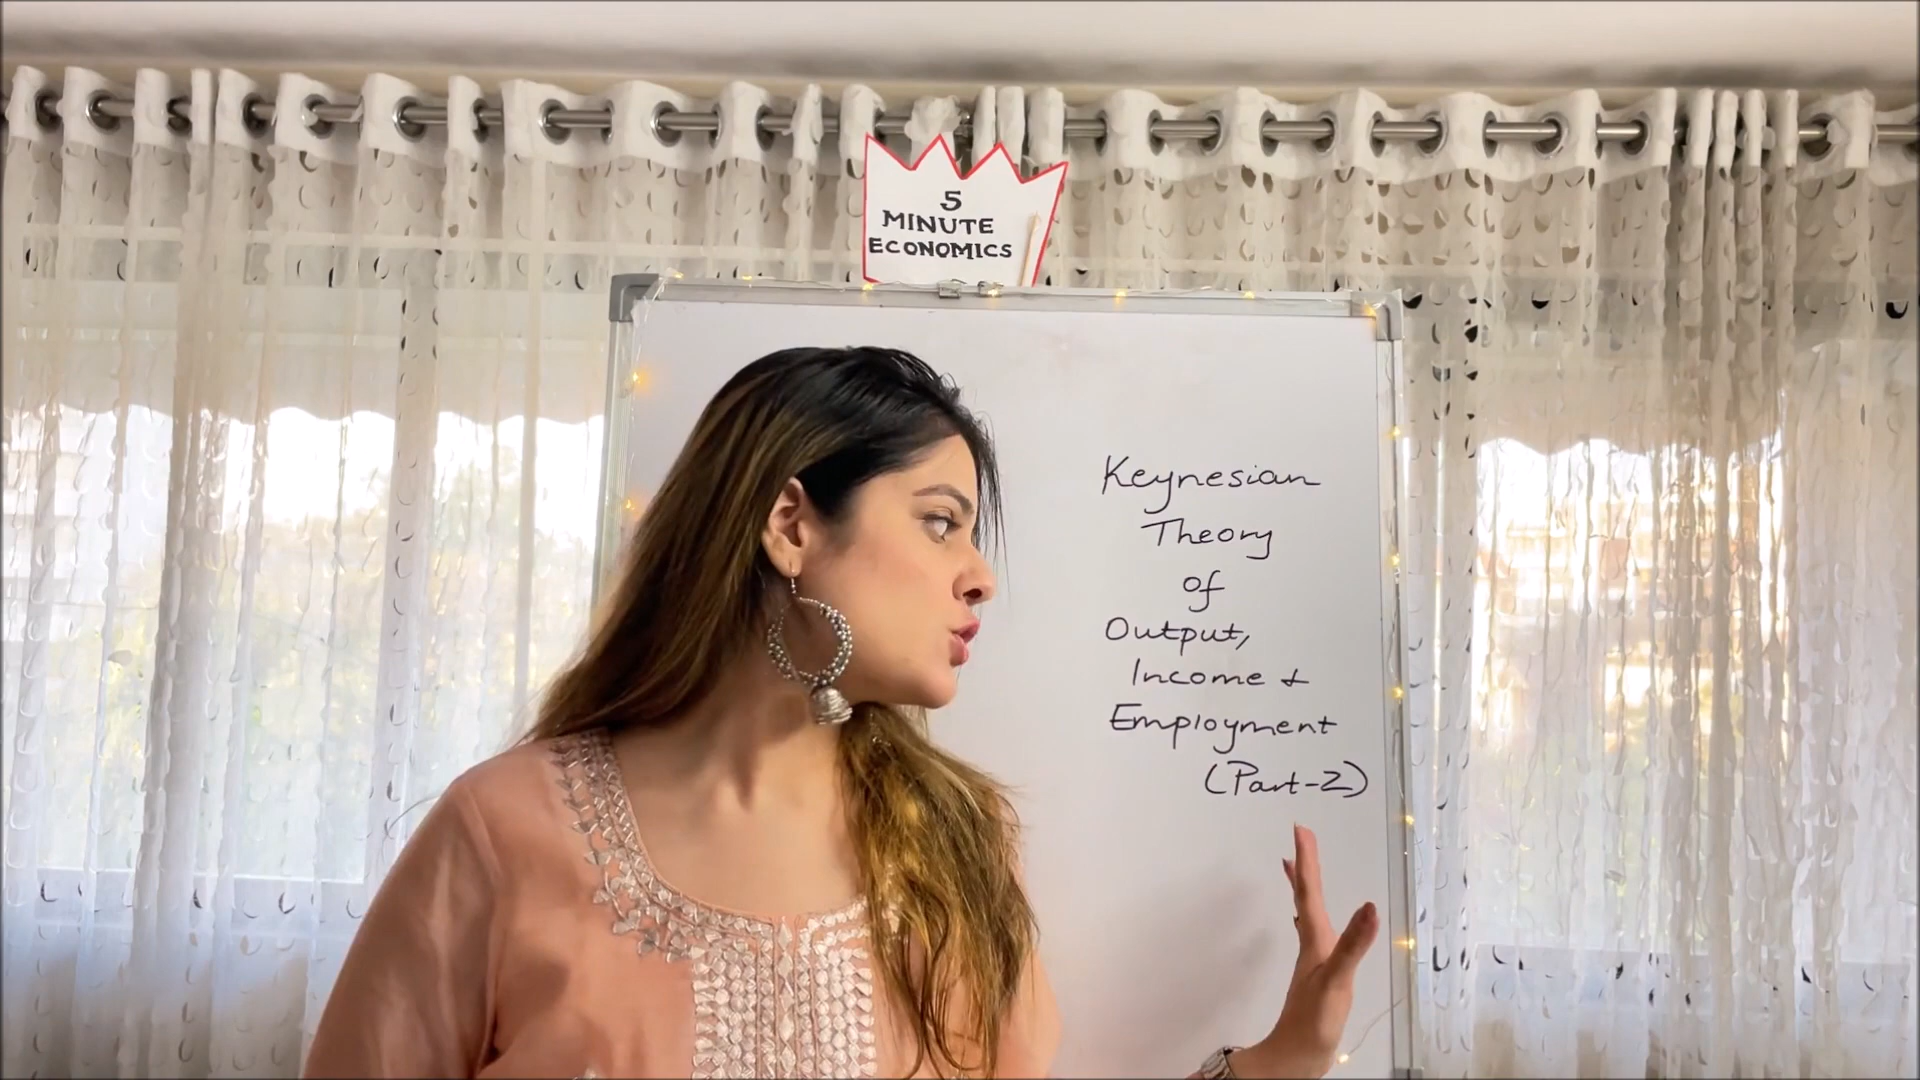 5
MINUTE
ECONOMICS
Keynesian
Theory
of
Output,
Income &
Employment
(Part-2)